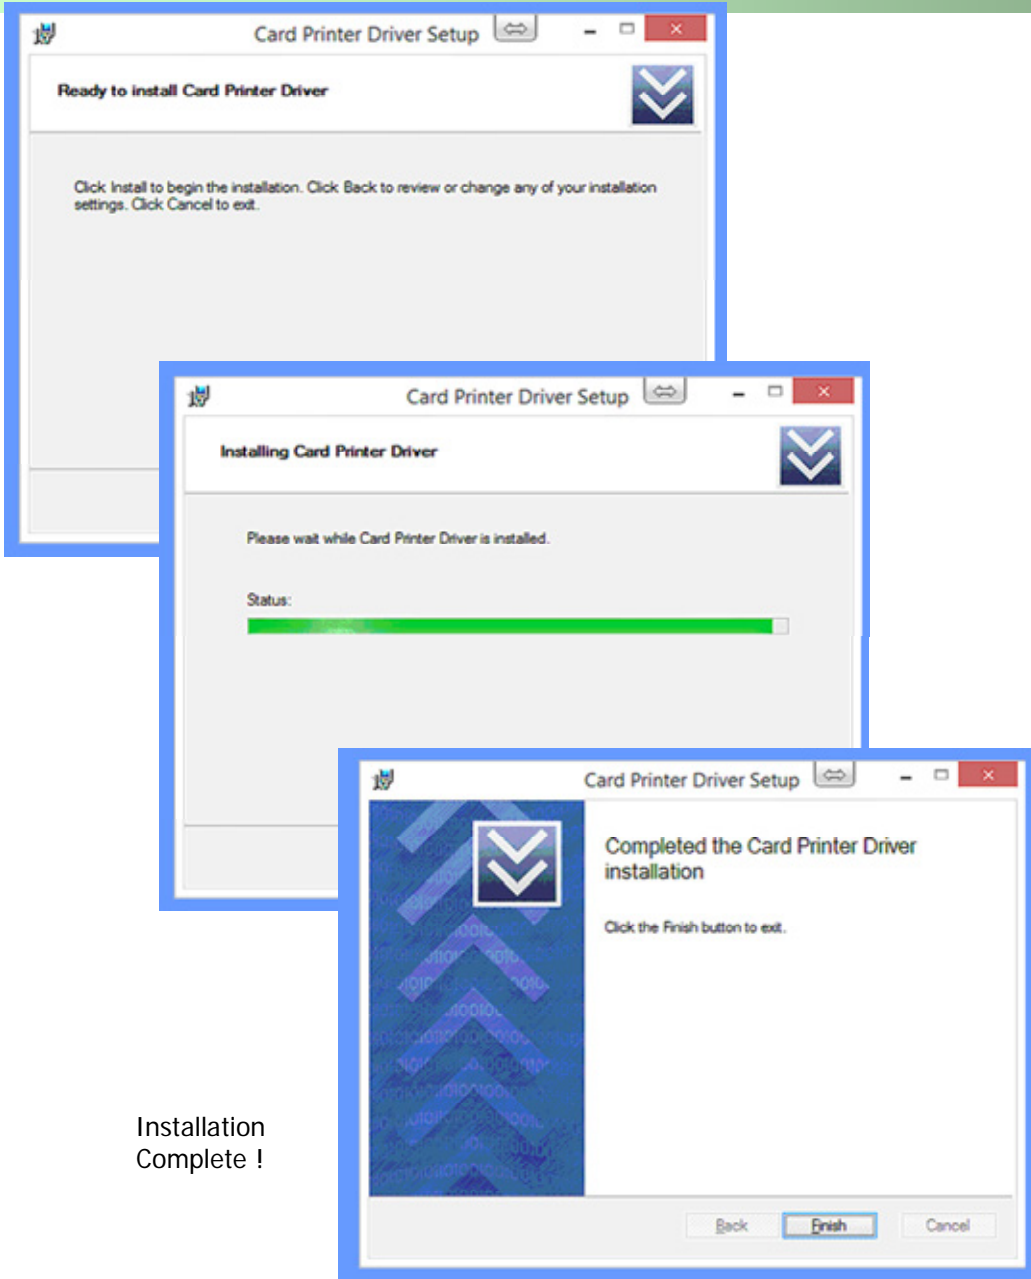 Card Printer Driver Setup
Ready to install Card Printer Driver
Click Install to begin the installation. Click Back to review or change any of your installation
settings. Click Cancel to exit.
Card Printer Driver Setup
Installing Card Printer Driver
Please wait while Card Printer Driver is installed.
Status:
Card Printer Driver Setup
Completed the Card Printer Driver
installation
Click the Finish button to exit.
Back Finish Cancel
Installation
Complete !